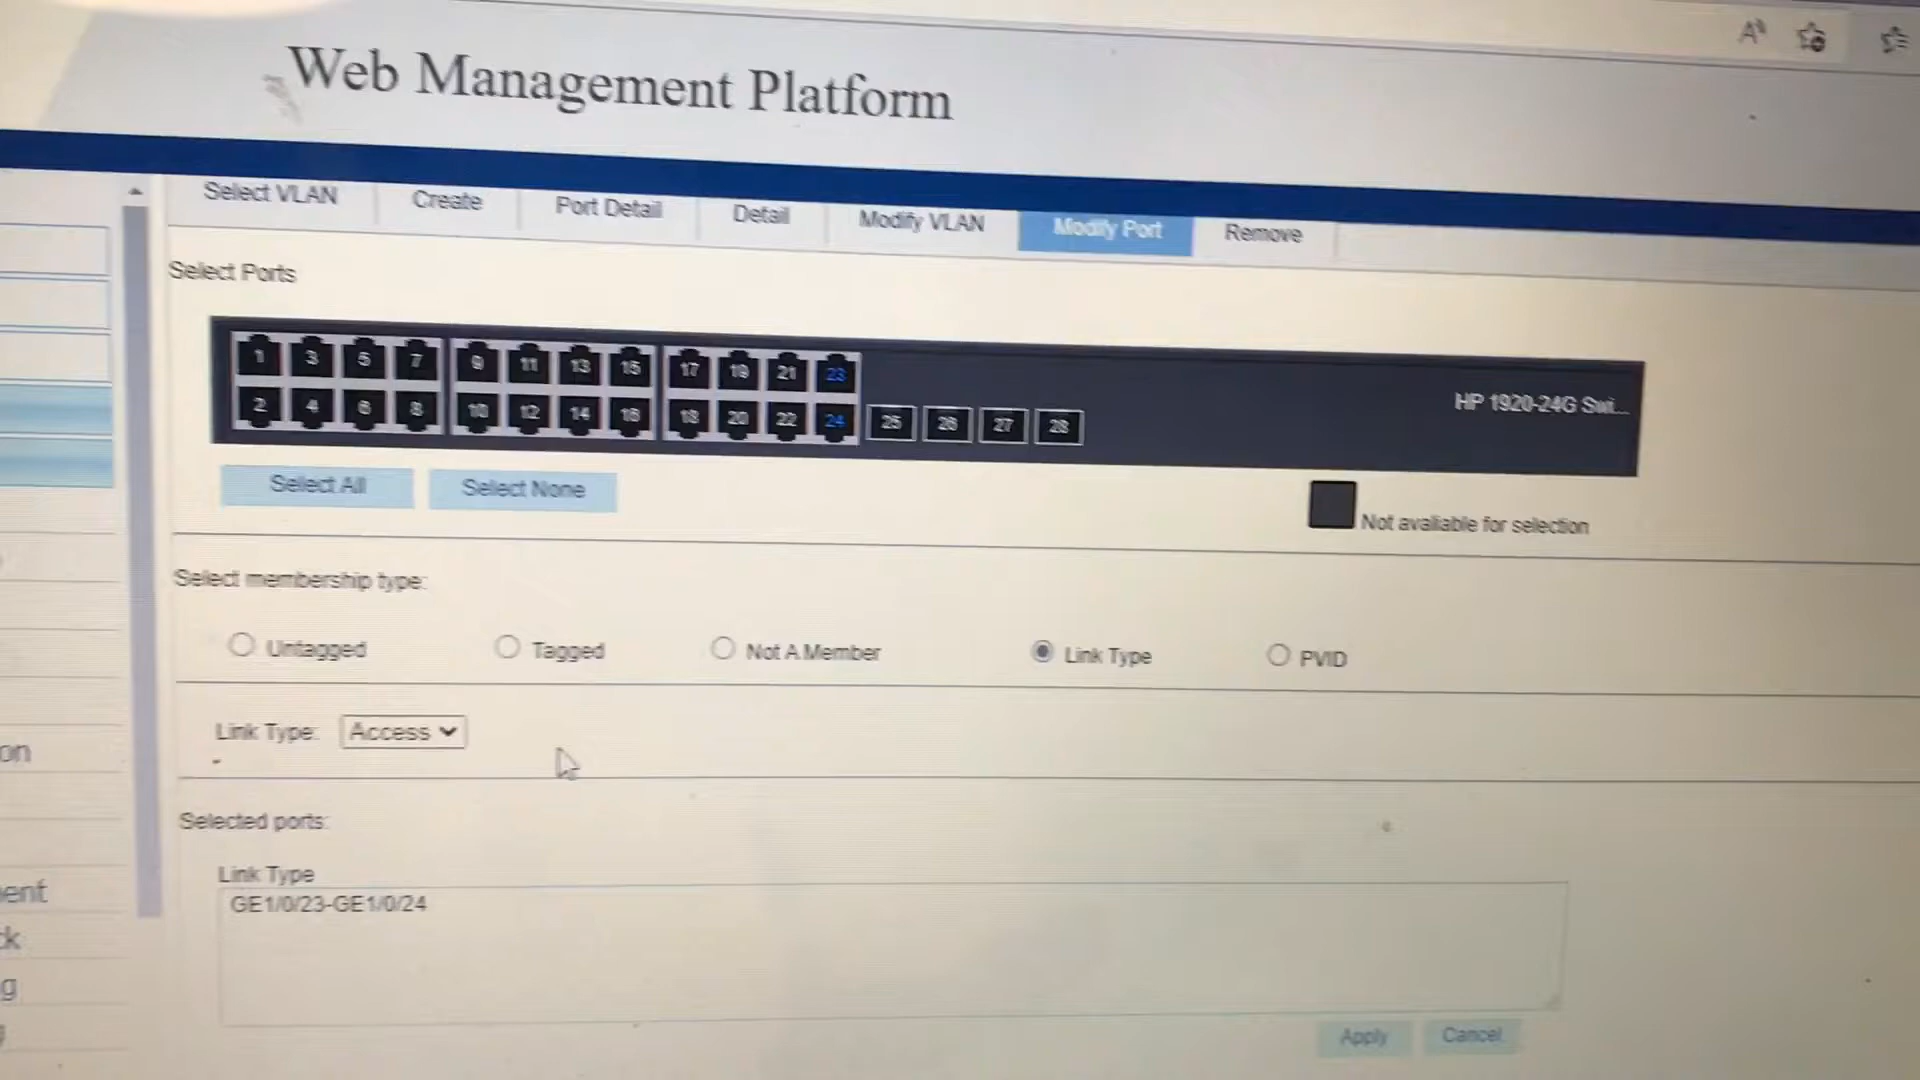 Web Management Platform
Select VLAN Create Port Detail Detail Modify VLAN Modify Port Remove
Select Ports
1 3 5 7 9 11 13 15 17 19 21 23
HP 1920-24G Swi...
2 4 6 8 10 12 14 16 18 20 22 24 25 26 27 28
Select All Select None
Not avaliable for selection
Select membership type:
Untagged Tagged Not A Member Link Type PVID
Link Type: Access
on
Selected ports:
Link Type
ent
GE1/0/23-GE1/0/24
ck
g
Apply Cancel